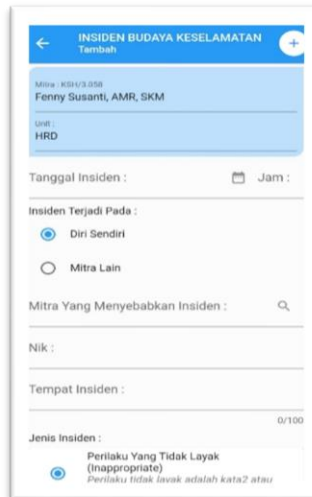 INSIDEN BUDAYA KESELAMATAN
Tambah
Mitra : KSH/3.058
Fenny Susanti, AMR, SKM
Unit :
HRD
Tanggal Insiden : Jam :
Insiden Terjadi Pada :
Diri Sendiri
Mitra Lain
Mitra Yang Menyebabkan Insiden :
Nik :
Tempat Insiden :
0/100
Jenis Insiden :
Perilaku Yang Tidak Layak
(Inappropriate)
Perilaku tidak layak adalah kata2 atau